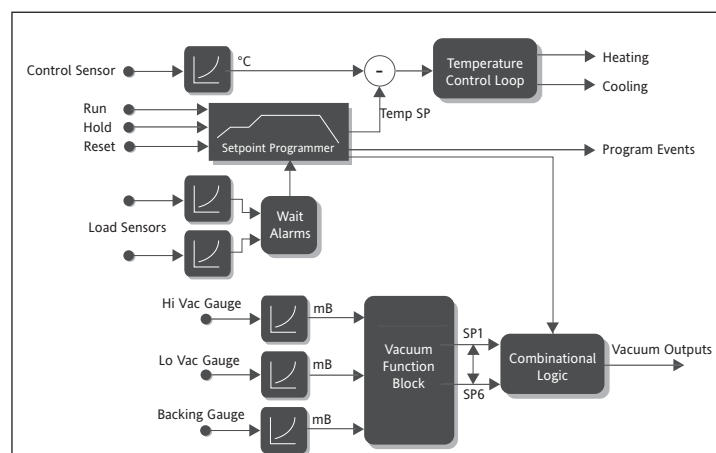 Control Sensor
°C
-
Temperature
Control Loop
Heating
Cooling
Run
Hold
Reset
Temp SP
Setpoint Programmer
Program Events
Load Sensors
Wait
Alarms
Hi Vac Gauge
mB
Lo Vac Gauge
mB
Backing Gauge
mB
Vacuum
Function
Block
SP1
SP6
Combinational
Logic
Vacuum Outputs